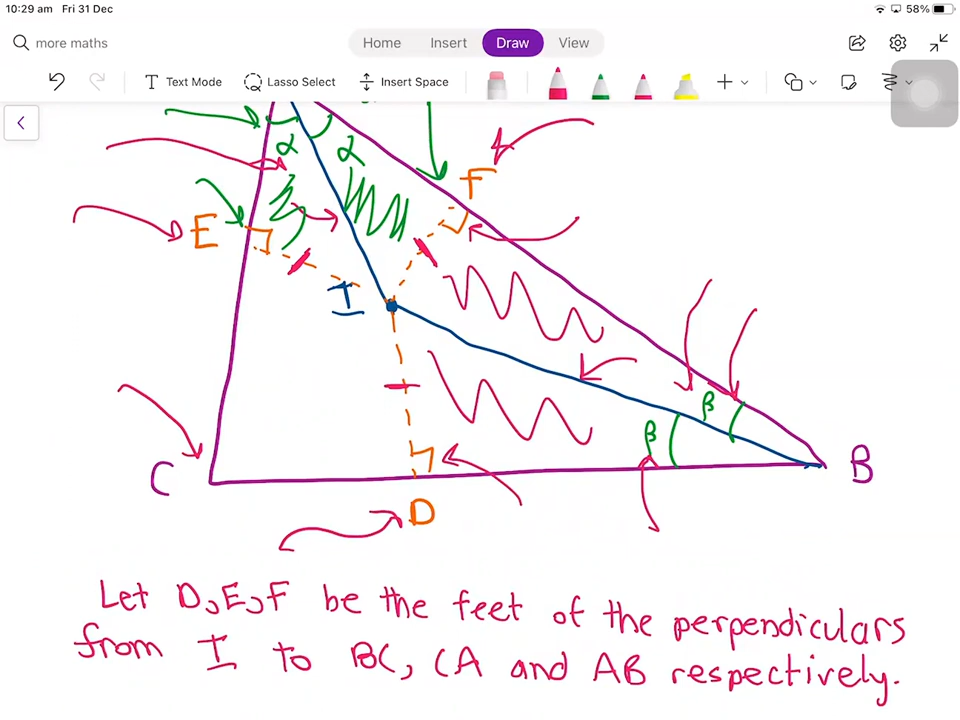 10:29 am Fri 31 Dec
58%
more maths
Home Insert Draw View
Text Mode Lasso Select Insert Space
α α
F
E
I
β
β
C
B
D
Let D, E, F be the feet of the perpendiculars
from I to BC, CA and AB respectively.